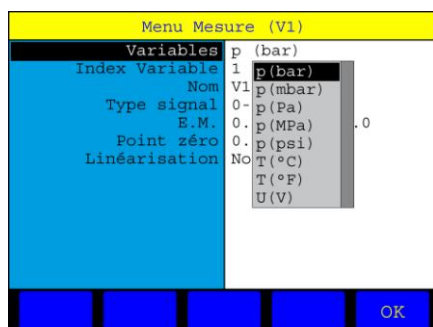 Menu Mesure (V1)
Variables p (bar)
Index Variable 1 p(bar)
Nom V1 p(mbar)
Type signal 0- p(Pa)
E.M. 0. p(MPa) .0
Point zéro 0. p(psi)
Linéarisation No T(°C)
T(°F)
U(V)
OK